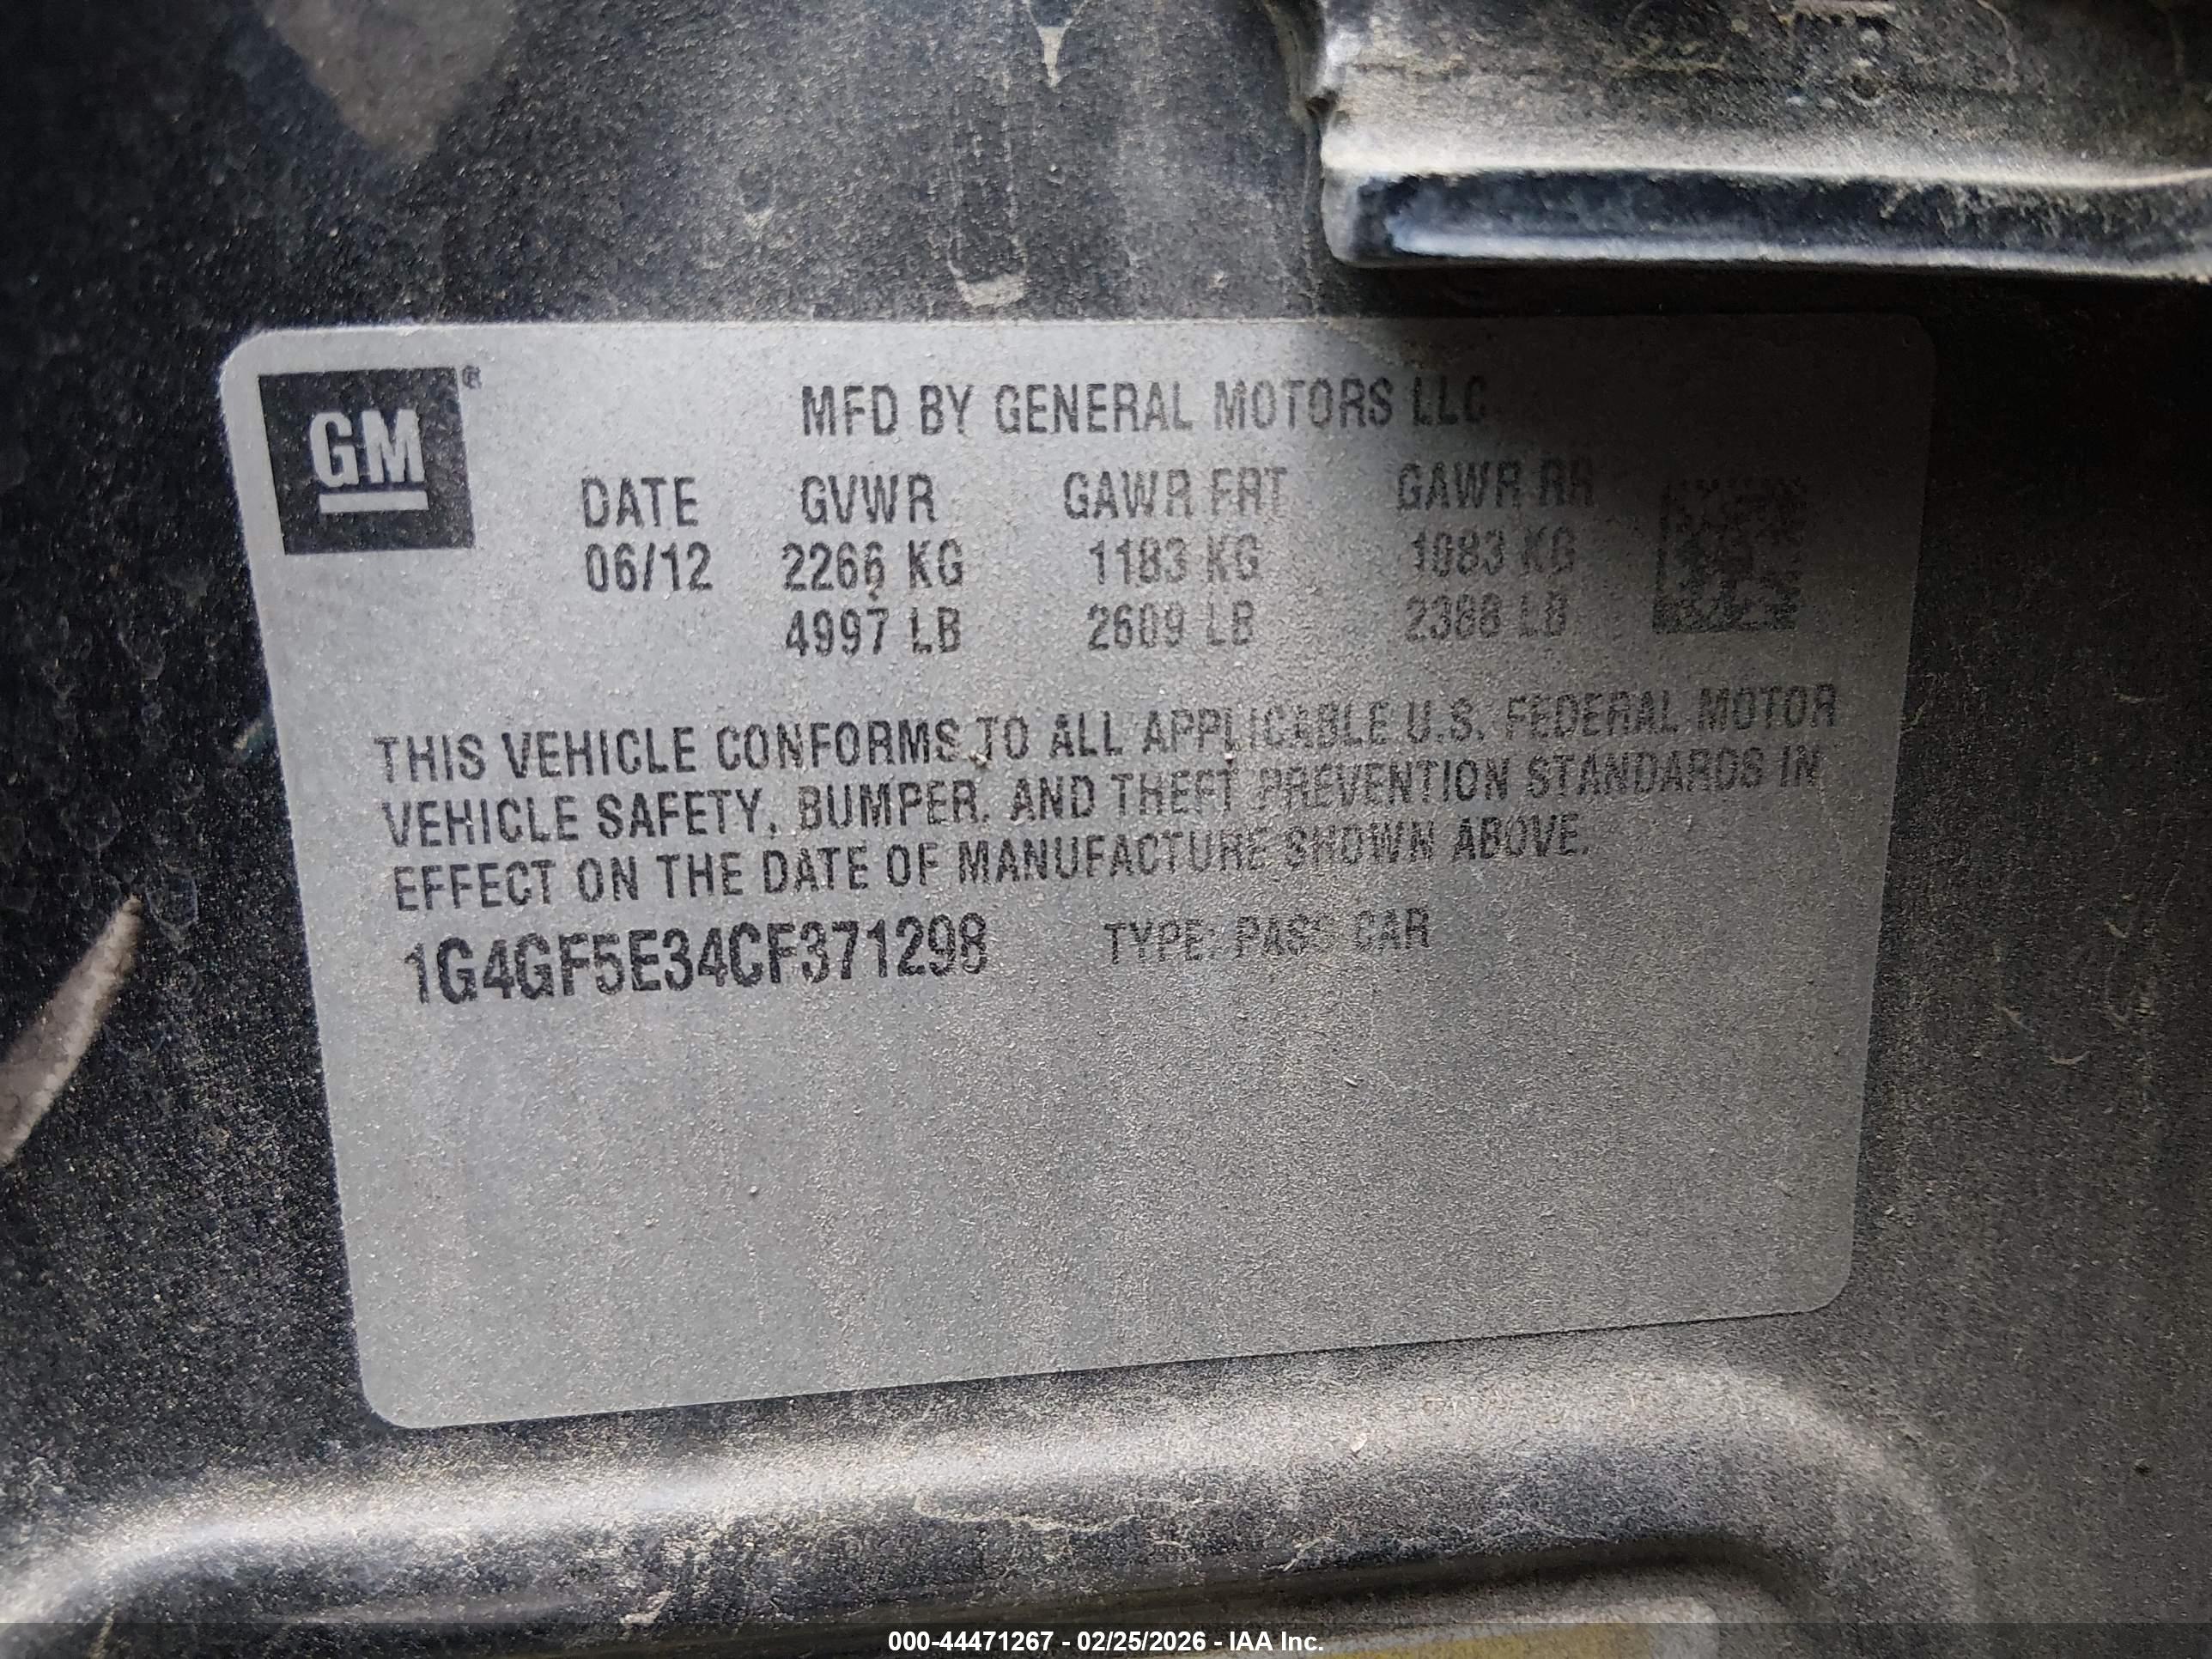 GM®
MFD BY GENERAL MOTORS LLC
DATE GVWR GAWR FRT GAWR RR
06/12 2266 KG 1183 KG 1083 KG
4997 LB 2609 LB 2388 LB
THIS VEHICLE CONFORMS TO ALL APPLICABLE U.S. FEDERAL MOTOR
VEHICLE SAFETY, BUMPER, AND THEFT PREVENTION STANDARDS IN
EFFECT ON THE DATE OF MANUFACTURE SHOWN ABOVE.
1G4GF5E34CF371298 TYPE: PASS CAR
000-44471267 - 02/25/2026 - IAA Inc.